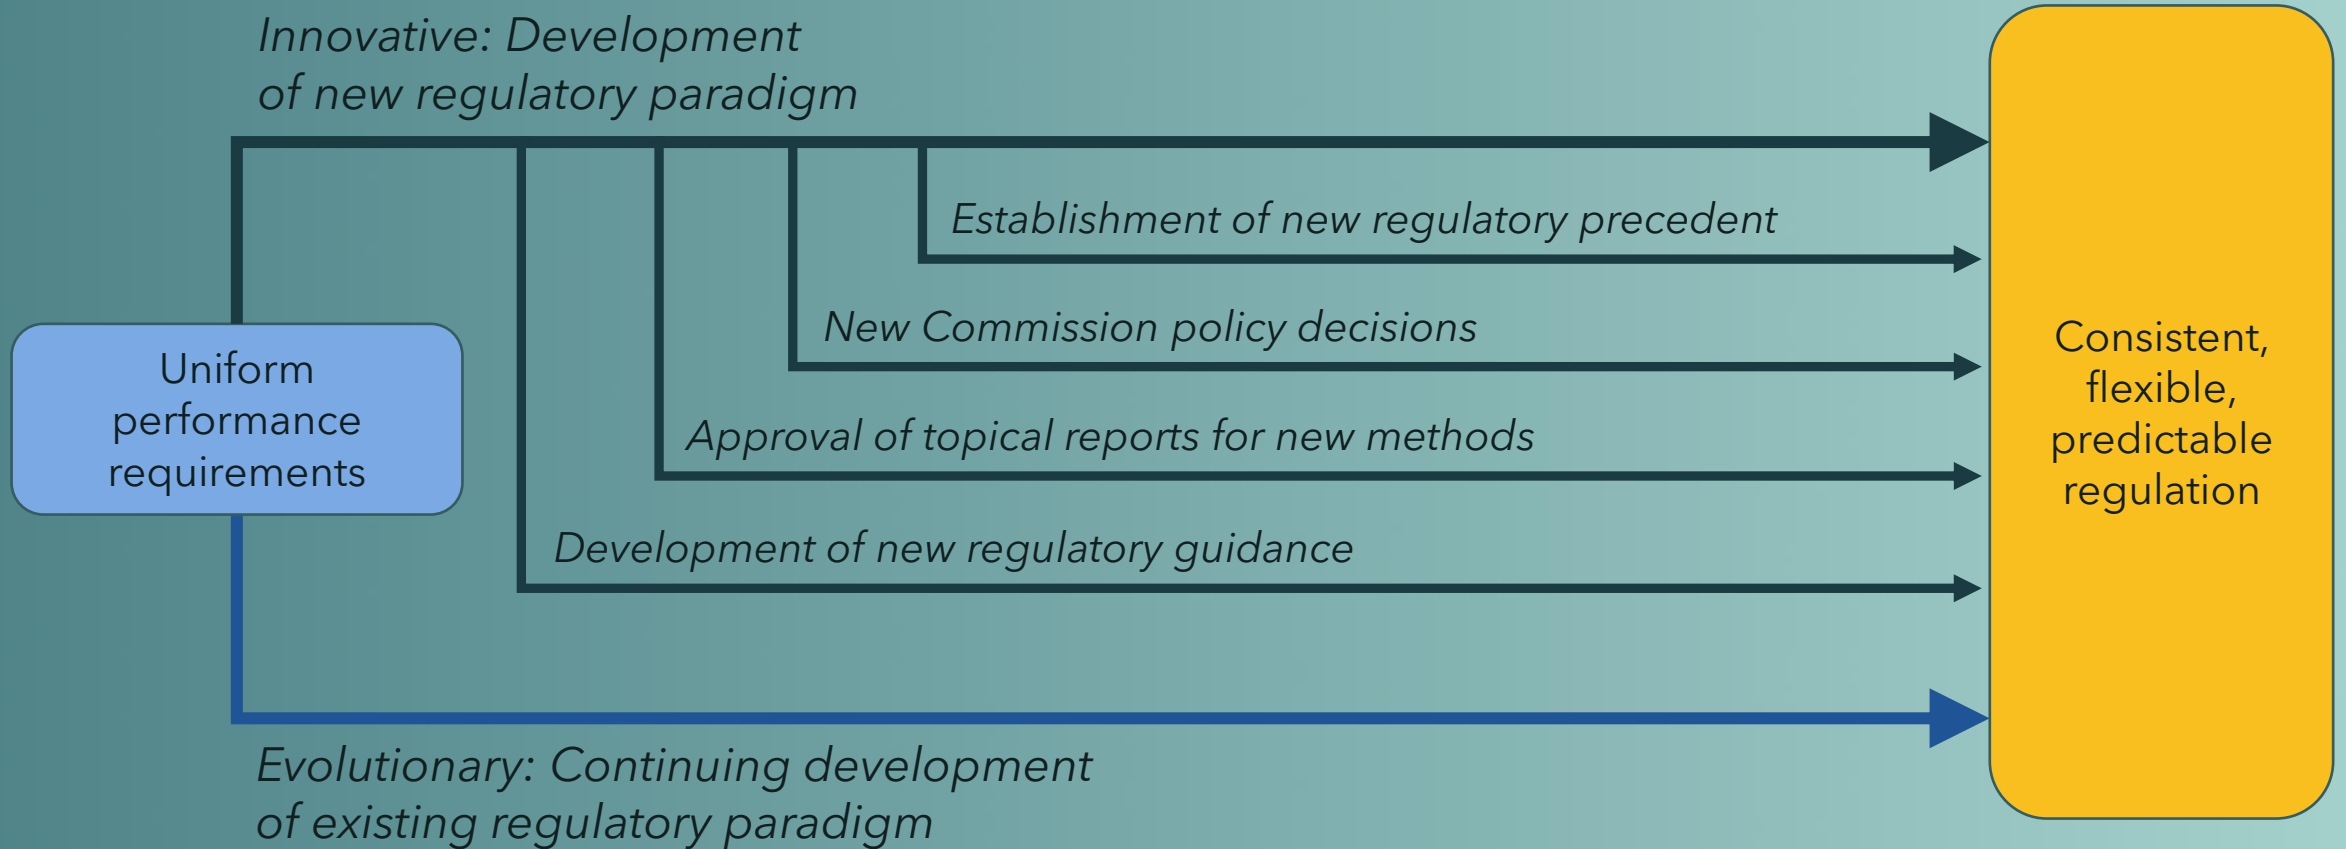 Innovative: Development
of new regulatory paradigm
Establishment of new regulatory precedent
New Commission policy decisions
Approval of topical reports for new methods
Development of new regulatory guidance
Uniform
performance
requirements
Consistent,
flexible,
predictable
regulation
Evolutionary: Continuing development
of existing regulatory paradigm